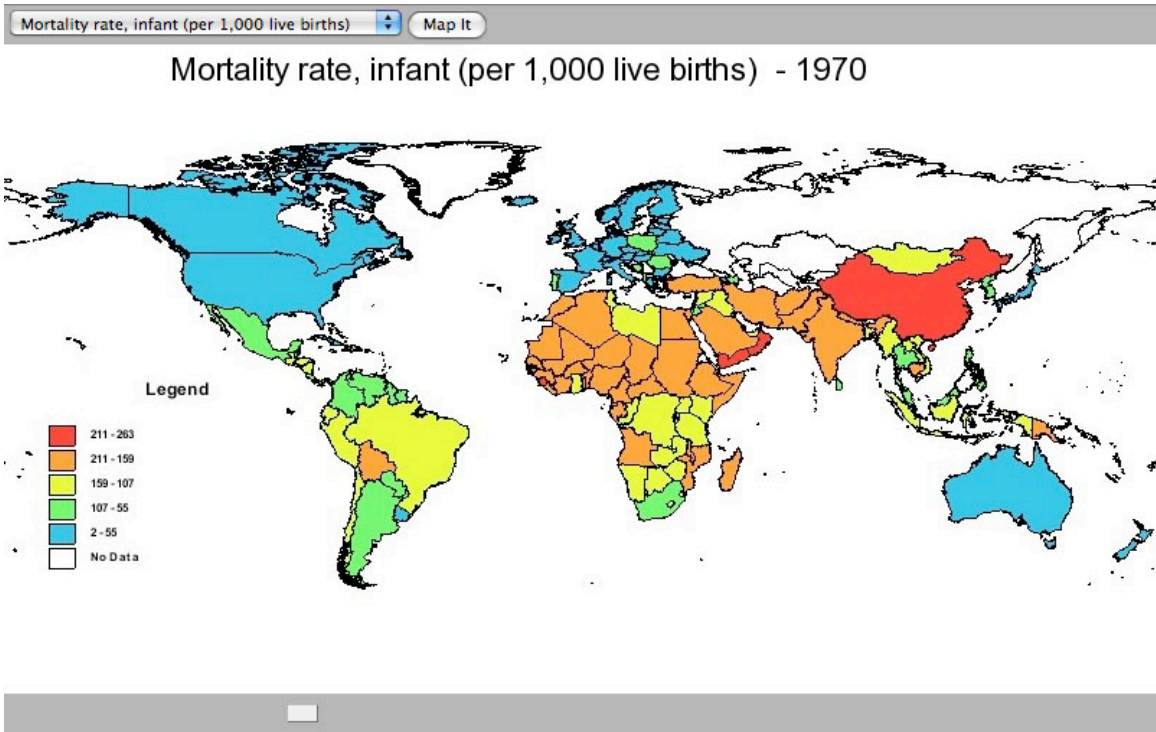 Mortality rate, infant (per 1,000 live births) Map It
Mortality rate, infant (per 1,000 live births) - 1970
Legend
211 - 263
211 - 159
159 - 107
107 - 55
2 - 55
No Data